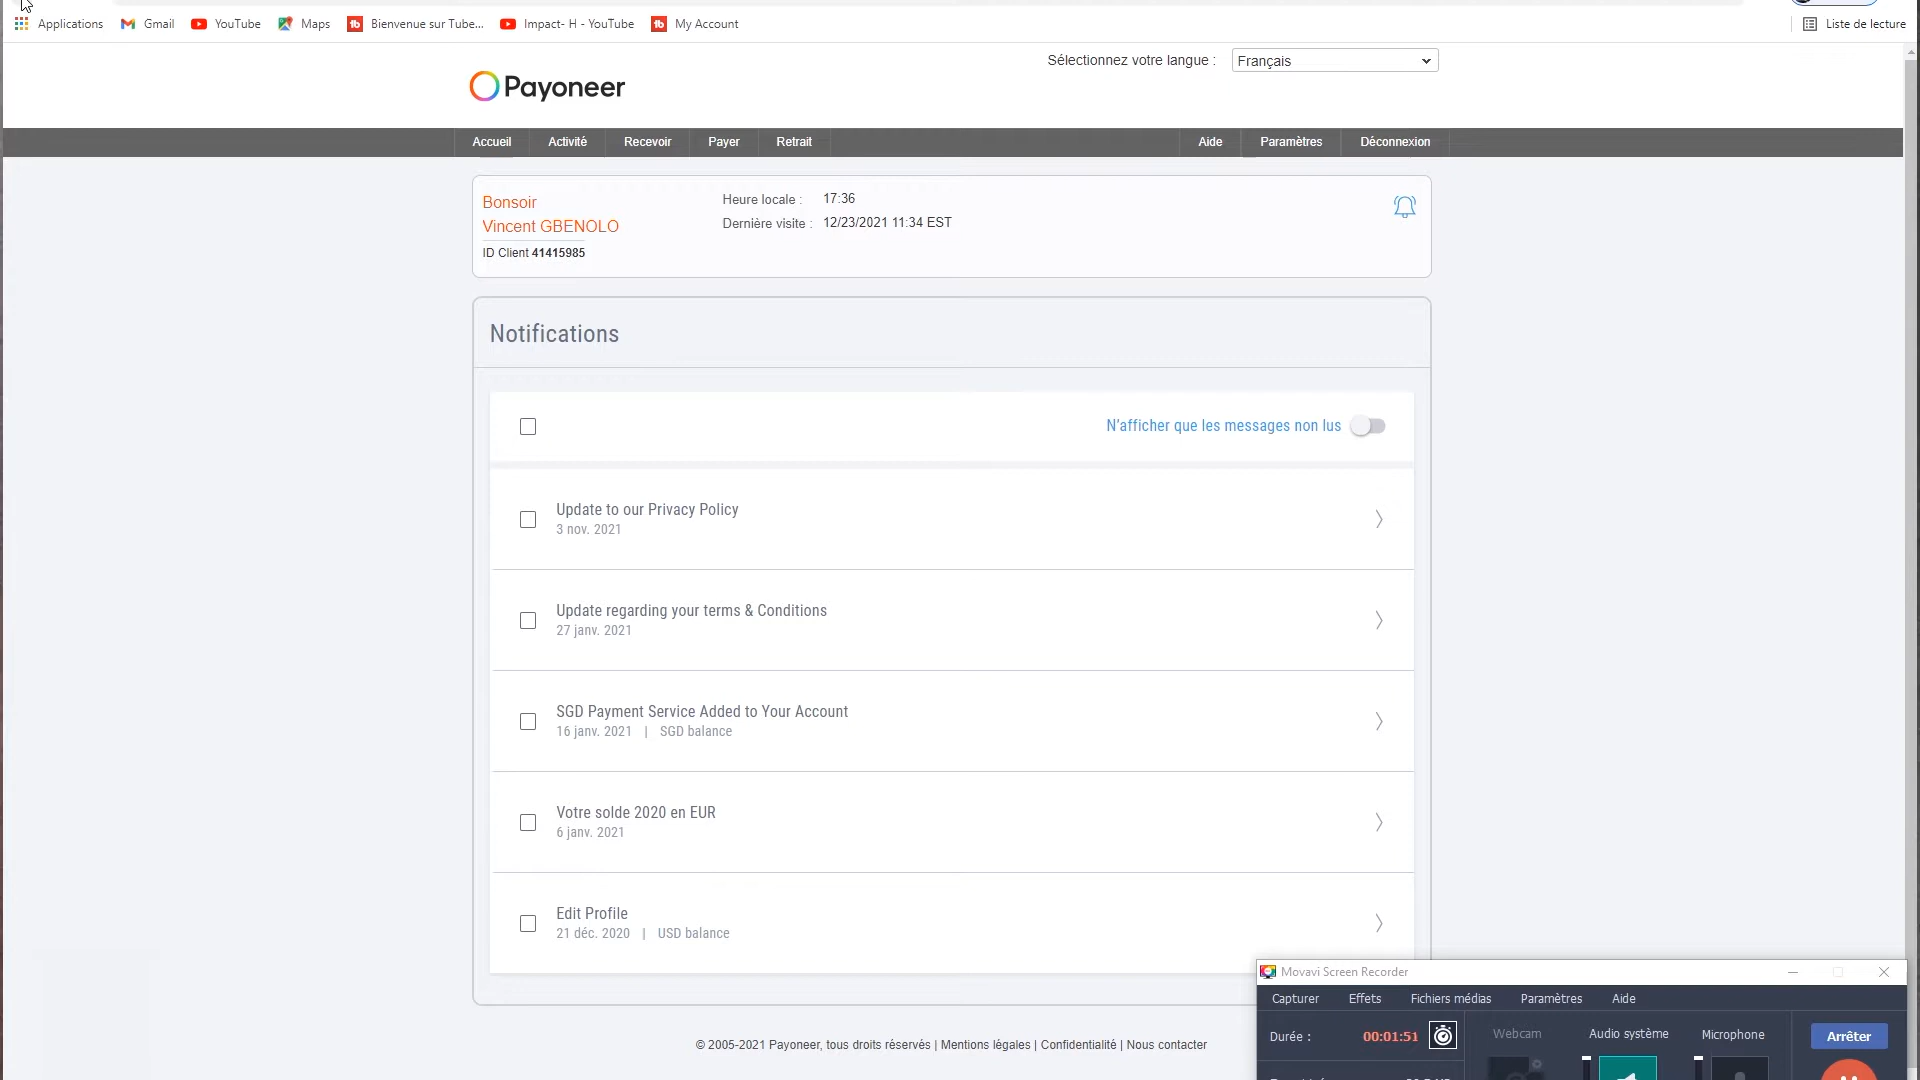 Applications Gmail YouTube Maps Bienvenue sur Tube... Impact- H - YouTube My Account Liste de lecture
Sélectionnez votre langue : Français
Payoneer
Accueil Activité Recevoir Payer Retrait Aide Paramètres Déconnexion
Bonsoir
Vincent GBENOLO
ID Client 41415985
Heure locale : 17:36
Dernière visite : 12/23/2021 11:34 EST
Notifications
N'afficher que les messages non lus
Update to our Privacy Policy
3 nov. 2021
Update regarding your terms & Conditions
27 janv. 2021
SGD Payment Service Added to Your Account
16 janv. 2021 | SGD balance
Votre solde 2020 en EUR
6 janv. 2021
Edit Profile
21 déc. 2020 | USD balance
© 2005-2021 Payoneer, tous droits réservés | Mentions légales | Confidentialité | Nous contacter
Movavi Screen Recorder
Capturer Effets Fichiers médias Paramètres Aide
Durée : 00:01:51 Webcam Audio système Microphone Arrêter